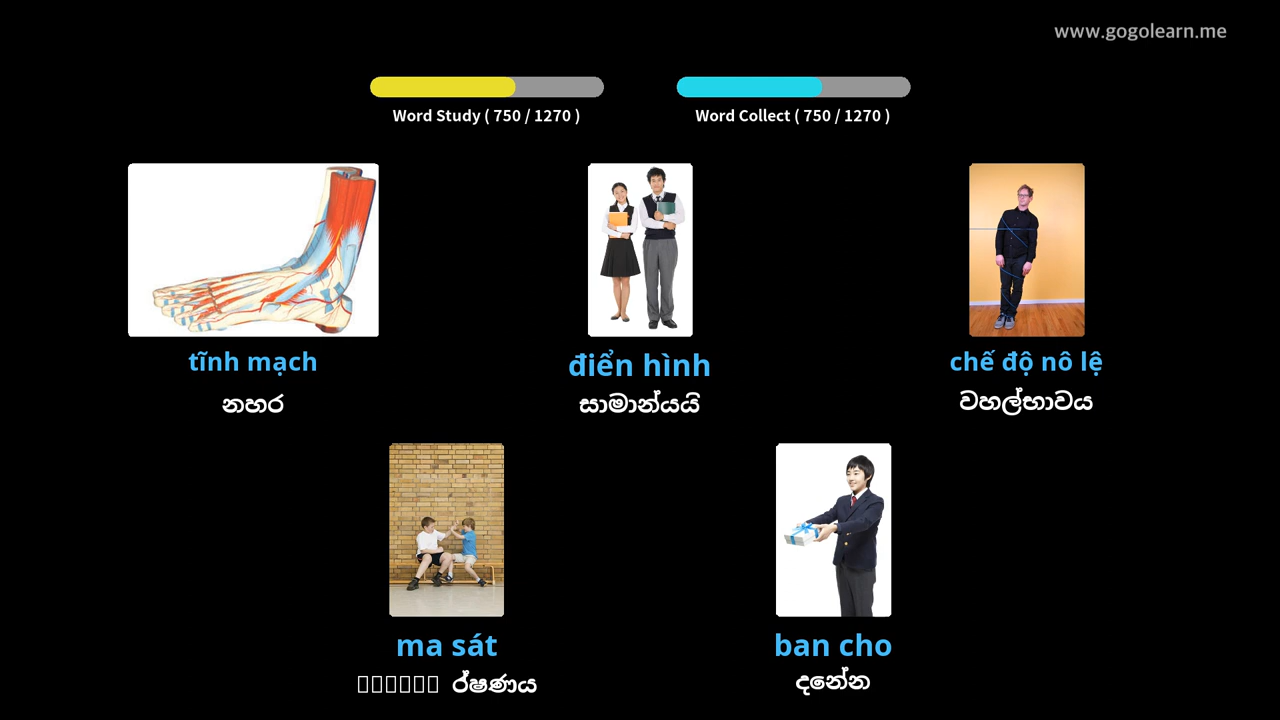 www.gogolearn.me
Word Study ( 750 / 1270 )
Word Collect ( 750 / 1270 )
tĩnh mạch
điển hình
chế độ nô lệ
නහර
සාමාන්යයි
වහල්භාවය
ma sát
ban cho
ර්ෂණය
දනේන